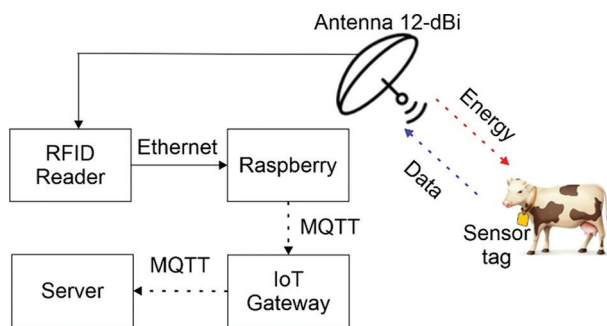 Antenna 12-dBi
Energy
Data
RFID
Reader
Ethernet
Raspberry
Sensor
tag
MQTT
Server
MQTT
IoT
Gateway